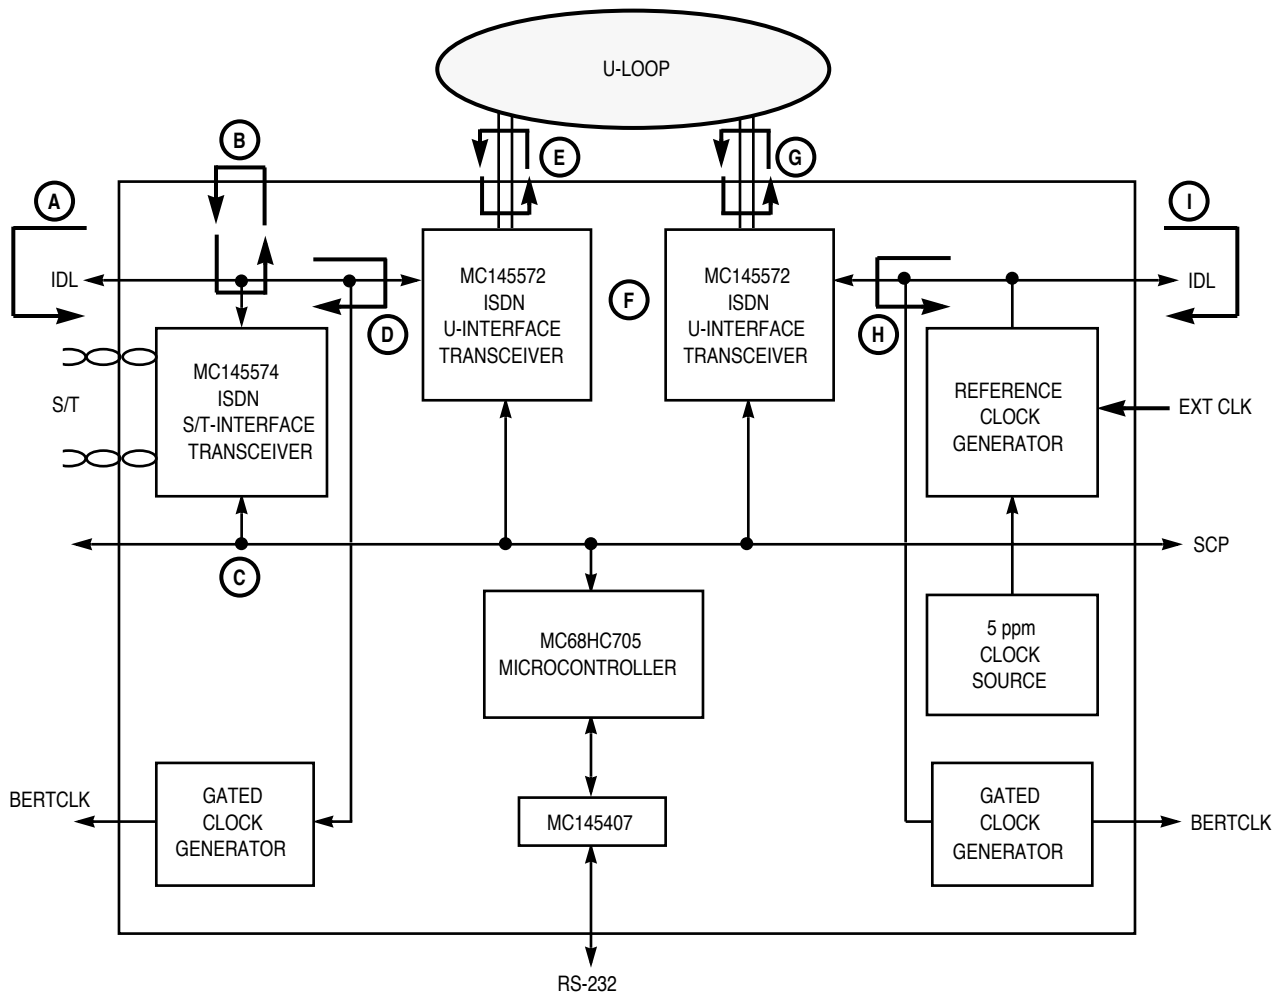 U-LOOP
B
E
G
A
I
IDL
MC145572
ISDN
U-INTERFACE
TRANSCEIVER
F
MC145572
ISDN
U-INTERFACE
TRANSCEIVER
IDL
D
H
MC145574
ISDN
S/T-INTERFACE
TRANSCEIVER
S/T
REFERENCE
CLOCK
GENERATOR
EXT CLK
C
SCP
MC68HC705
MICROCONTROLLER
5 ppm
CLOCK
SOURCE
BERTCLK
GATED
CLOCK
GENERATOR
MC145407
GATED
CLOCK
GENERATOR
BERTCLK
RS-232